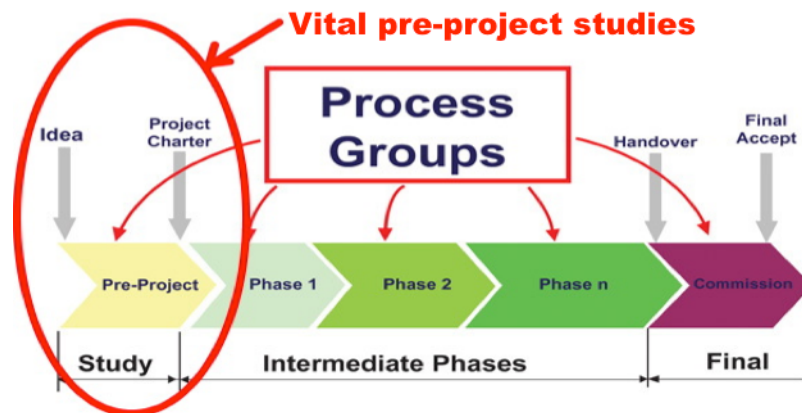 Vital pre-project studies
Process
Groups
Idea
Project
Charter
Handover
Final
Accept
Pre-Project
Phase 1
Phase 2
Phase n
Commission
Study
Intermediate Phases
Final